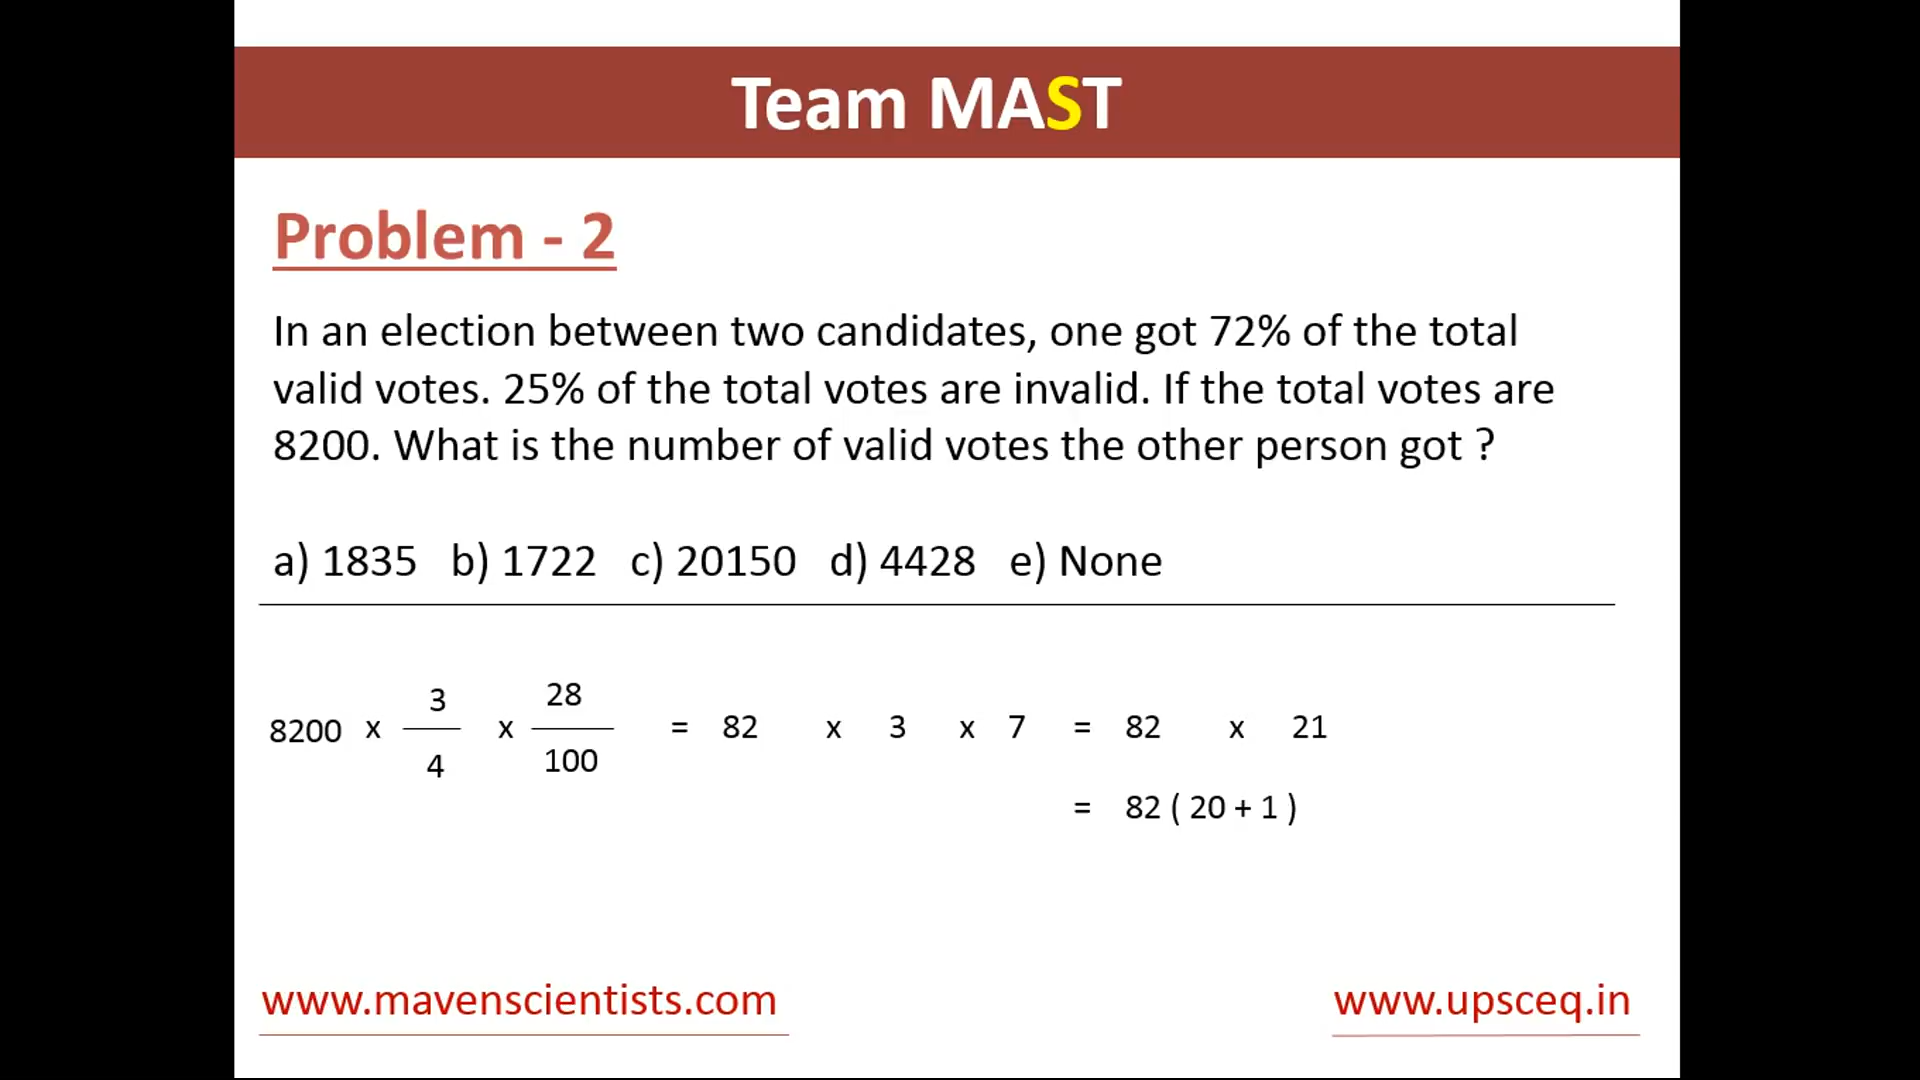 Team MAST
Problem - 2
In an election between two candidates, one got 72% of the total
valid votes. 25% of the total votes are invalid. If the total votes are
8200. What is the number of valid votes the other person got ?
a) 1835 b) 1722 c) 20150 d) 4428 e) None
8200 x 3/4 x 28/100 = 82 x 3 x 7 = 82 x 21
= 82 ( 20 + 1 )
www.mavenscientists.com
www.upsceq.in